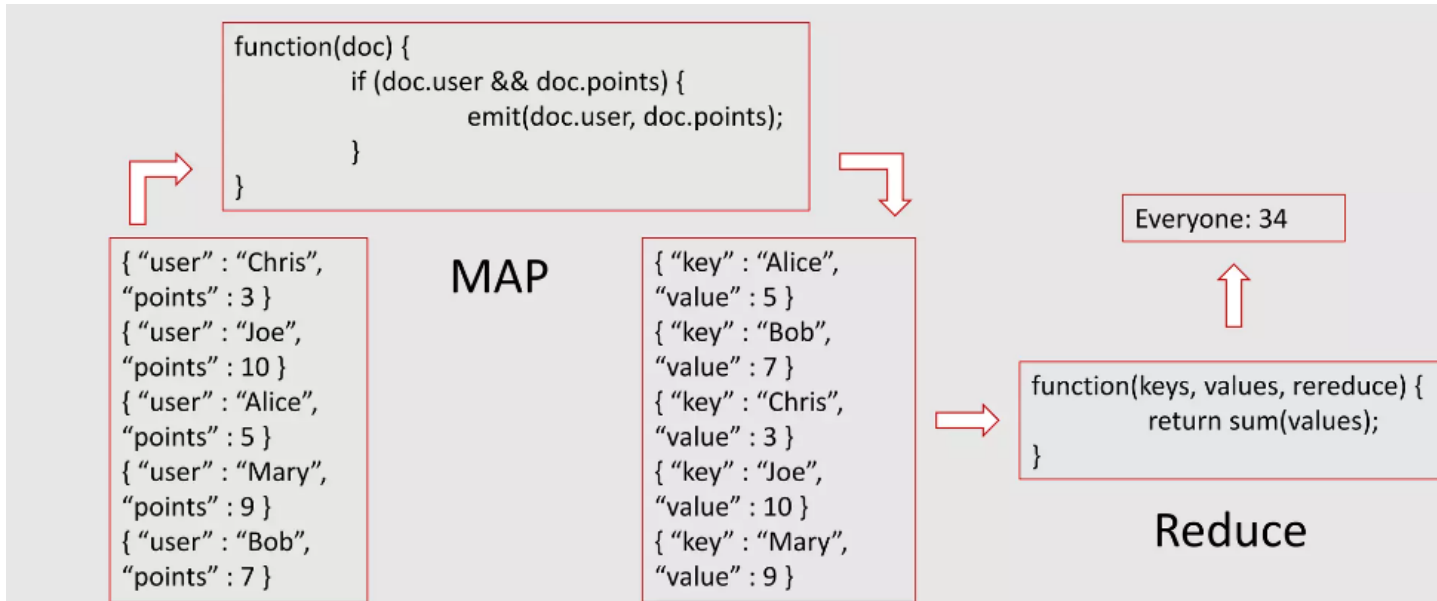 function(doc) {
if (doc.user && doc.points) {
emit(doc.user, doc.points);
}
}
{ “user” : “Chris”,
“points” : 3 }
{ “user” : “Joe”,
“points” : 10 }
{ “user” : “Alice”,
“points” : 5 }
{ “user” : “Mary”,
“points” : 9 }
{ “user” : “Bob”,
“points” : 7 }
MAP
{ “key” : “Alice”,
“value” : 5 }
{ “key” : “Bob”,
“value” : 7 }
{ “key” : “Chris”,
“value” : 3 }
{ “key” : “Joe”,
“value” : 10 }
{ “key” : “Mary”,
“value” : 9 }
Everyone: 34
function(keys, values, rereduce) {
return sum(values);
}
Reduce